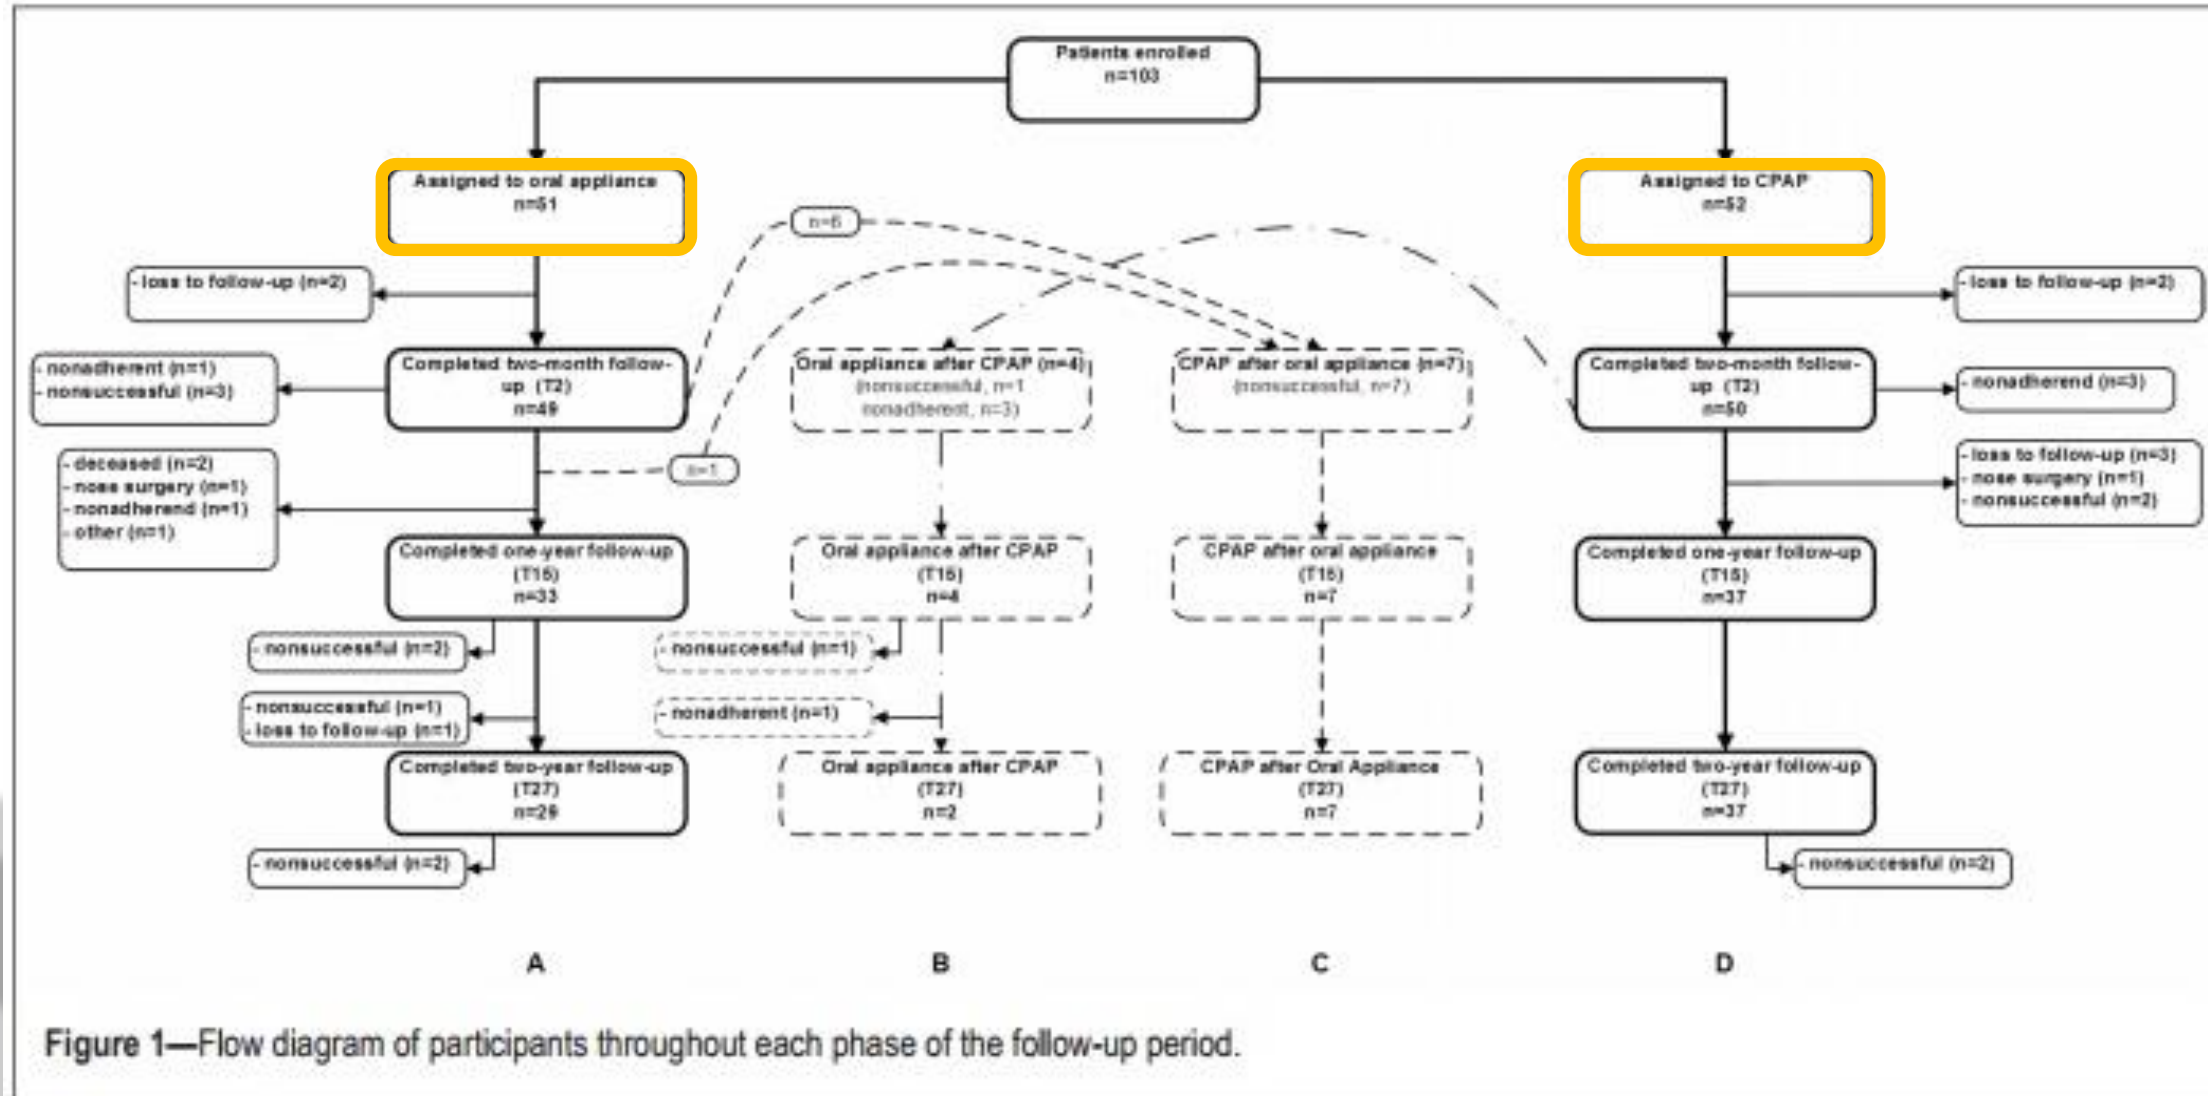 Patients enrolled
n=103
Assigned to oral appliance
n=51
Assigned to CPAP
n=52
n=6
- loss to follow-up (n=2)
- loss to follow-up (n=2)
Completed two-month follow-
up (T2)
n=49
- nonadherent (n=1)
- nonsuccessful (n=3)
Oral appliance after CPAP (n=4)
(nonsuccessful, n=1
nonadherent, n=3)
CPAP after oral appliance (n=7)
(nonsuccessful, n=7)
Completed two-month follow-
up (T2)
n=50
- nonadherend (n=3)
- deceased (n=2)
- nose surgery (n=1)
- nonadherend (n=1)
- other (n=1)
n=1
- loss to follow-up (n=3)
- nose surgery (n=1)
- nonsuccessful (n=2)
Completed one-year follow-up
(T15)
n=33
Oral appliance after CPAP
(T15)
n=4
CPAP after oral appliance
(T15)
n=7
Completed one-year follow-up
(T15)
n=37
- nonsuccessful (n=2)
- nonsuccessful (n=1)
- nonsuccessful (n=1)
- loss to follow-up (n=1)
- nonadherent (n=1)
Completed two-year follow-up
(T27)
n=29
Oral appliance after CPAP
(T27)
n=2
CPAP after Oral Appliance
(T27)
n=7
Completed two-year follow-up
(T27)
n=37
- nonsuccessful (n=2)
- nonsuccessful (n=2)
A
B
C
D
Figure 1—Flow diagram of participants throughout each phase of the follow-up period.